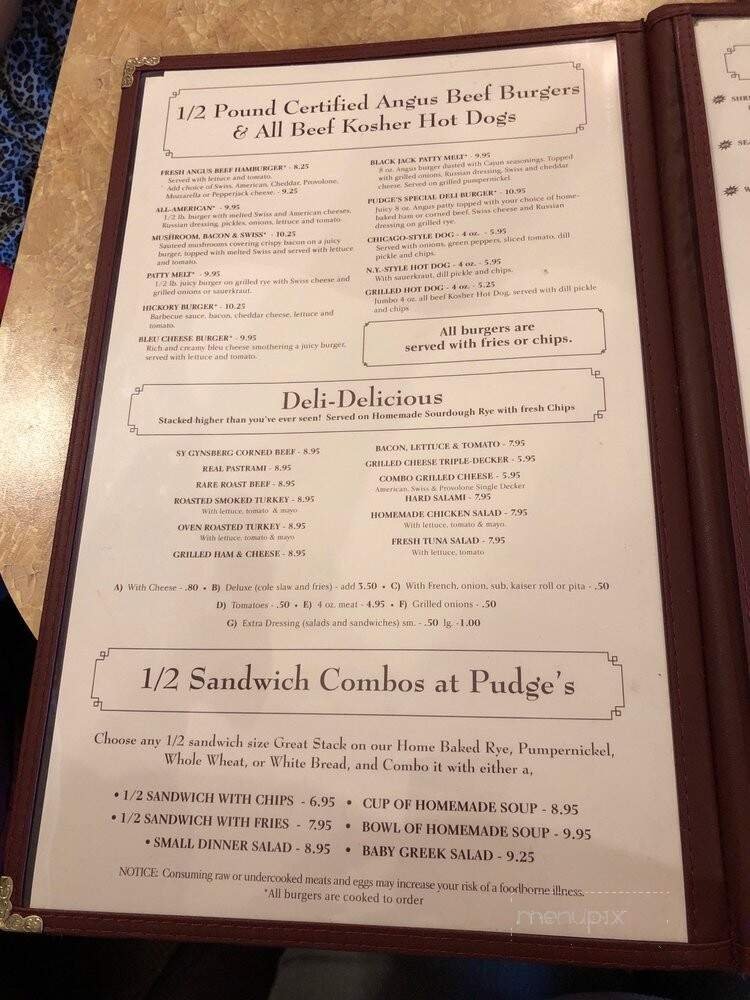 1/2 Pound Certified Angus Beef Burgers
& All Beef Kosher Hot Dogs
FRESH ANGUS BEEF HAMBURGER* - 8.25
Served with lettuce and tomato.
Add choice of Swiss, American, Cheddar, Provolone,
Mozzarella or Pepperjack cheese. - 9.25
ALL-AMERICAN* - 9.95
1/2 lb. burger with melted Swiss and American cheeses,
Russian dressing, pickles, onions, lettuce and tomato.
MUSHROOM, BACON & SWISS* - 10.25
Sauteed mushrooms covering crispy bacon on a juicy
burger, topped with melted Swiss and served with lettuce
and tomato.
PATTY MELT* - 9.95
1/2 lb. juicy burger on grilled rye with Swiss cheese and
grilled onions or sauerkraut.
HICKORY BURGER* - 10.25
Barbecue sauce, bacon, cheddar cheese, lettuce and
tomato.
BLEU CHEESE BURGER* - 9.95
Rich and creamy bleu cheese smothering a juicy burger,
served with lettuce and tomato.
BLACK JACK PATTY MELT* - 9.95
8 oz. Angus burger dusted with Cajun seasonings. Topped
with grilled onions, Russian dressing, Swiss and cheddar
cheese. Served on grilled pumpernickel.
PUDGE'S SPECIAL DELI BURGER* - 10.95
Juicy 8 oz. Angus patty topped with your choice of home-
baked ham or corned beef, Swiss cheese and Russian
dressing on grilled rye.
CHICAGO-STYLE DOG - 4 oz. - 5.95
Served with onions, green peppers, sliced tomato, dill
pickle and chips.
N.Y.-STYLE HOT DOG - 4 oz. - 5.95
With sauerkraut, dill pickle and chips.
GRILLED HOT DOG - 4 oz. - 5.25
Jumbo 4 oz. all beef Kosher Hot Dog, served with dill pickle
and chips
All burgers are
served with fries or chips.
Deli-Delicious
Stacked higher than you've ever seen! Served on Homemade Sourdough Rye with fresh Chips
SY GYNSBERG CORNED BEEF - 8.95
REAL PASTRAMI - 8.95
RARE ROAST BEEF - 8.95
ROASTED SMOKED TURKEY - 8.95
With lettuce, tomato & mayo
OVEN ROASTED TURKEY - 8.95
With lettuce, tomato & mayo
GRILLED HAM & CHEESE - 8.95
BACON, LETTUCE & TOMATO - 7.95
GRILLED CHEESE TRIPLE-DECKER - 5.95
COMBO GRILLED CHEESE - 5.95
American, Swiss & Provolone Single Decker
HARD SALAMI - 7.95
HOMEMADE CHICKEN SALAD - 7.95
With lettuce, tomato & mayo.
FRESH TUNA SALAD - 7.95
With lettuce, tomato
A) With Cheese - .80 • B) Deluxe (cole slaw and fries) - add 3.50 • C) With French, onion, sub, kaiser roll or pita - .50
D) Tomatoes - .50 • E) 4 oz. meat - 4.95 • F) Grilled onions - .50
G) Extra Dressing (salads and sandwiches) sm. - .50 lg. -1.00
1/2 Sandwich Combos at Pudge's
Choose any 1/2 sandwich size Great Stack on our Home Baked Rye, Pumpernickel,
Whole Wheat, or White Bread, and Combo it with either a,
• 1/2 SANDWICH WITH CHIPS - 6.95 • CUP OF HOMEMADE SOUP - 8.95
• 1/2 SANDWICH WITH FRIES - 7.95 • BOWL OF HOMEMADE SOUP - 9.95
• SMALL DINNER SALAD - 8.95 • BABY GREEK SALAD - 9.25
NOTICE: Consuming raw or undercooked meats and eggs may increase your risk of a foodborne illness.
*All burgers are cooked to order
menupix